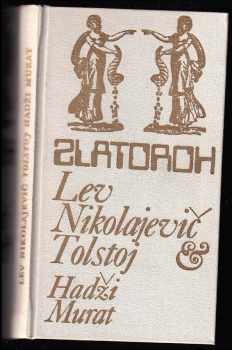 LEV NIKOLAJEVIČ TOLSTOJ HADŽI MURAT
ZLATOROH
Lev
Nikolajevič
Tolstoj &
Hadži
Murat